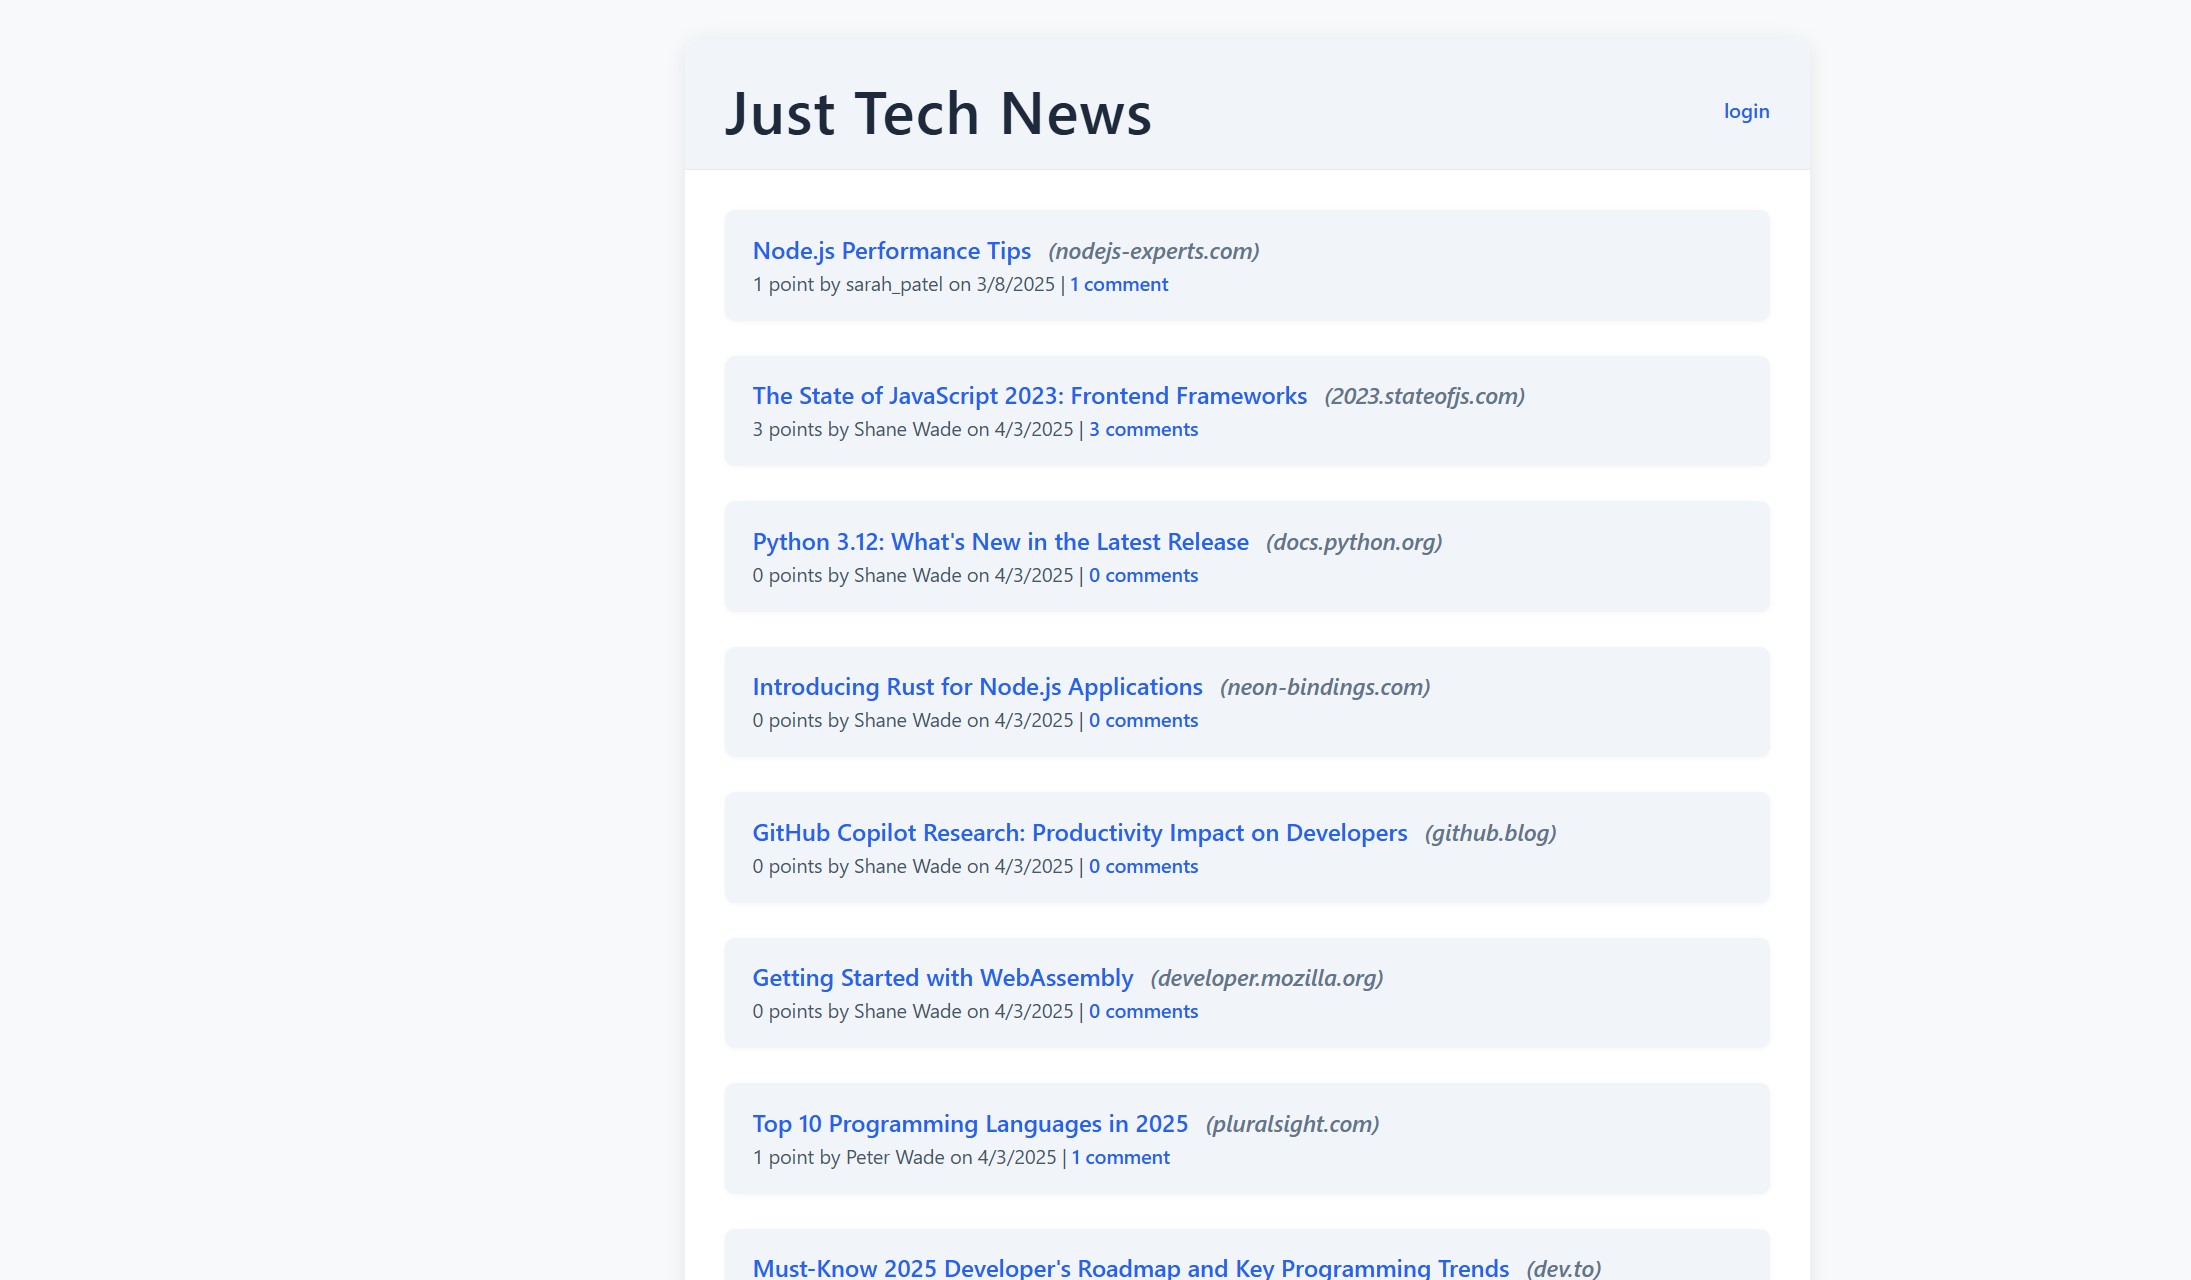 Just Tech News
login
Node.js Performance Tips (nodejs-experts.com)
1 point by sarah_patel on 3/8/2025 | 1 comment
The State of JavaScript 2023: Frontend Frameworks (2023.stateofjs.com)
3 points by Shane Wade on 4/3/2025 | 3 comments
Python 3.12: What's New in the Latest Release (docs.python.org)
0 points by Shane Wade on 4/3/2025 | 0 comments
Introducing Rust for Node.js Applications (neon-bindings.com)
0 points by Shane Wade on 4/3/2025 | 0 comments
GitHub Copilot Research: Productivity Impact on Developers (github.blog)
0 points by Shane Wade on 4/3/2025 | 0 comments
Getting Started with WebAssembly (developer.mozilla.org)
0 points by Shane Wade on 4/3/2025 | 0 comments
Top 10 Programming Languages in 2025 (pluralsight.com)
1 point by Peter Wade on 4/3/2025 | 1 comment
Must-Know 2025 Developer's Roadmap and Key Programming Trends (dev.to)